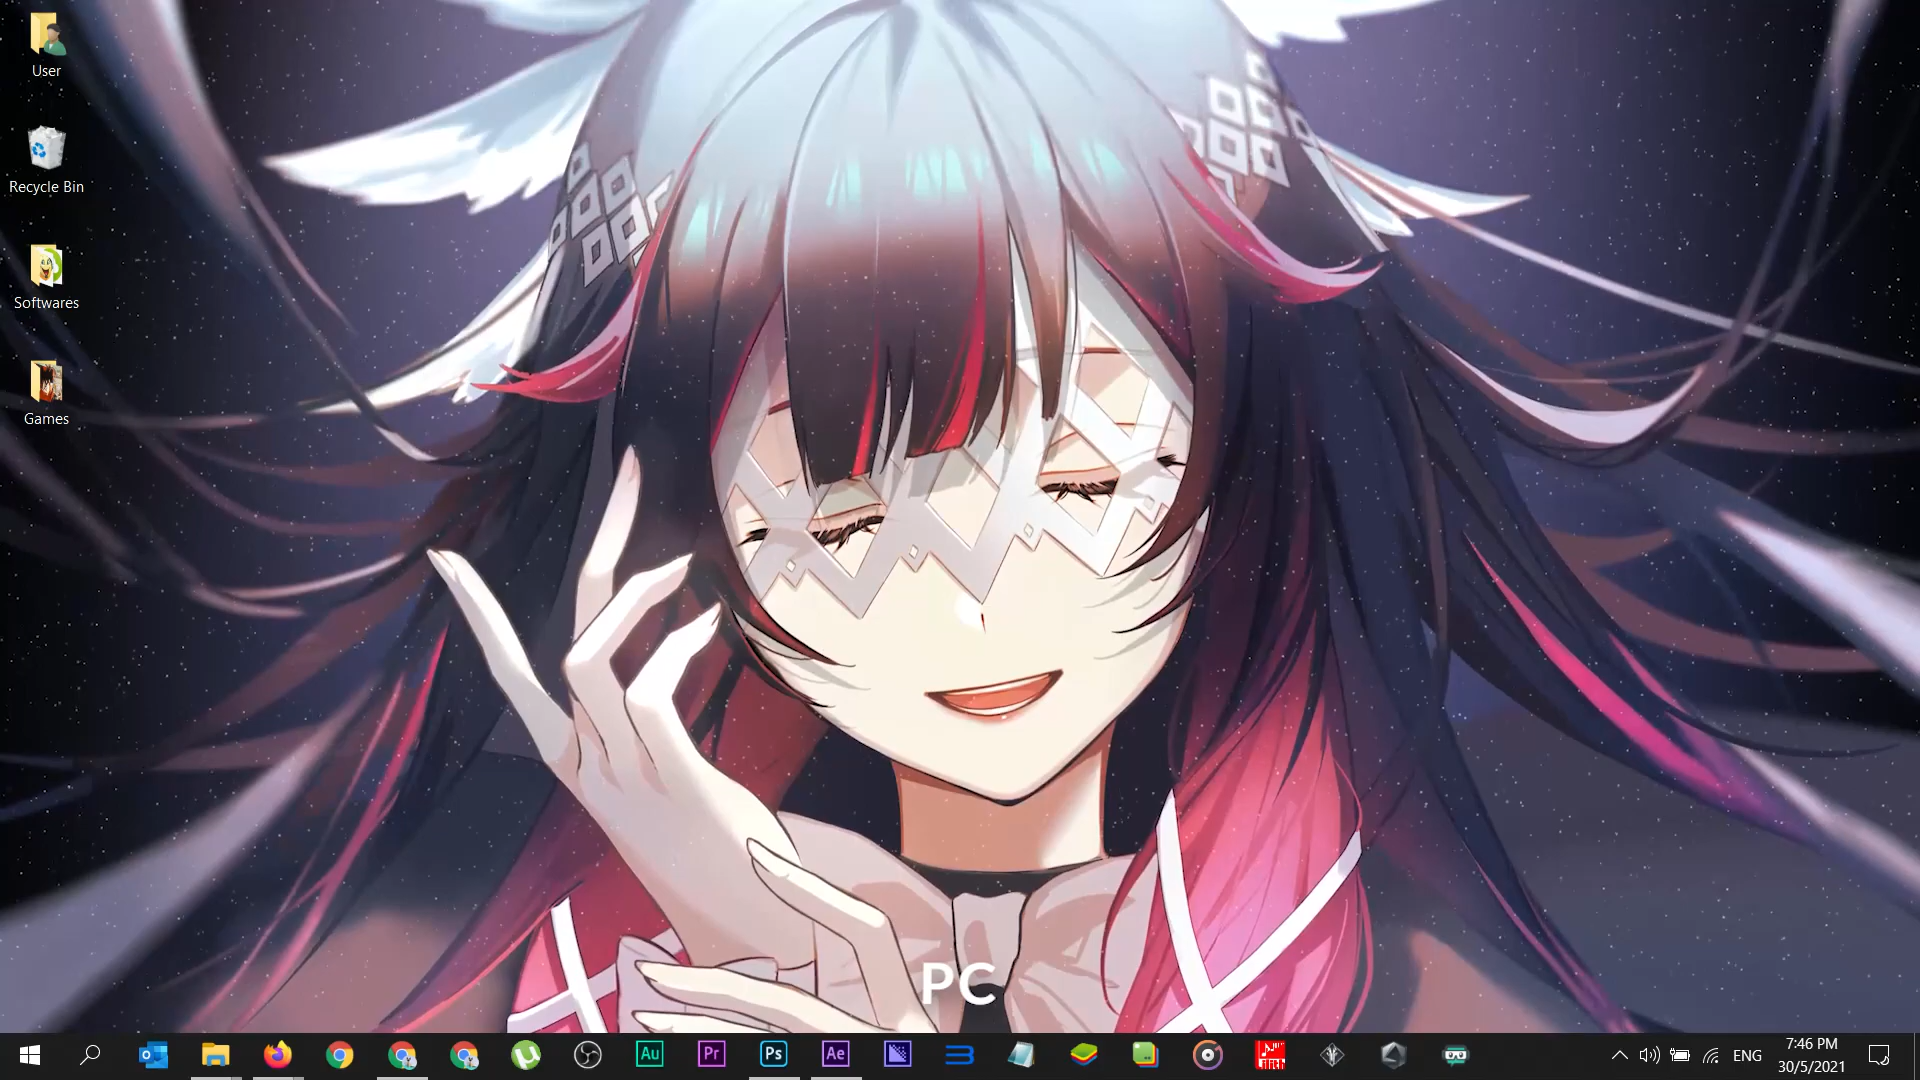 User
Recycle Bin
Softwares
Games
PC
Au
Pr
Ps
Ae
ENG
7:46 PM
30/5/2021